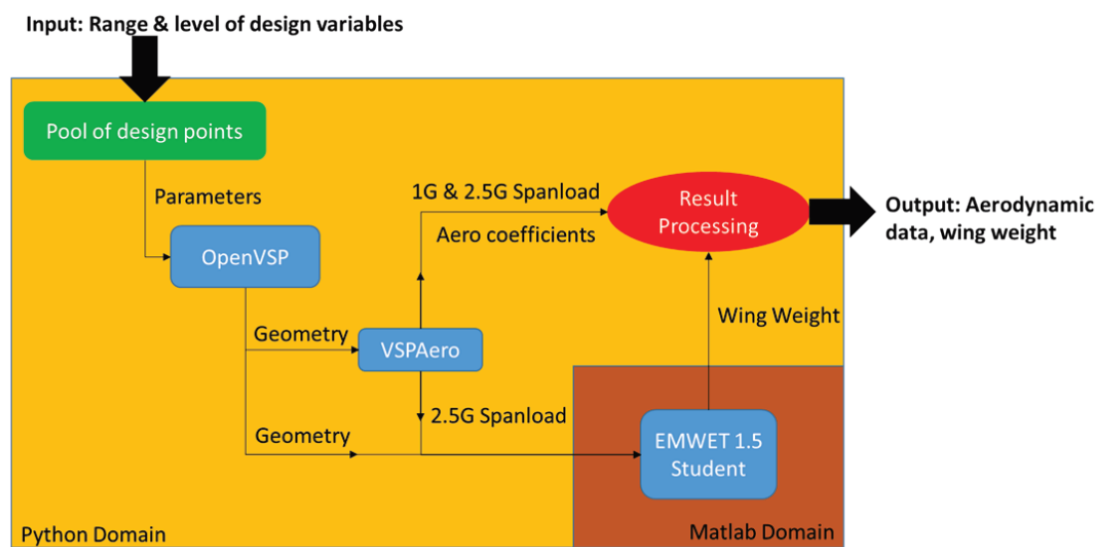 Input: Range & level of design variables
Pool of design points
Parameters
1G & 2.5G Spanload
Aero coefficients
Result
Processing
Output: Aerodynamic
data, wing weight
OpenVSP
Geometry
VSPAero
Wing Weight
2.5G Spanload
Geometry
EMWET 1.5
Student
Python Domain
Matlab Domain